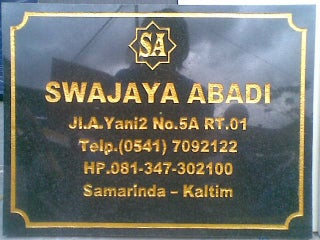 SA
SWAJAYA ABADI
Jl.A.Yani2 No.5A RT.01
Telp.(0541) 7092122
HP.081-347-302100
Samarinda - Kaltim